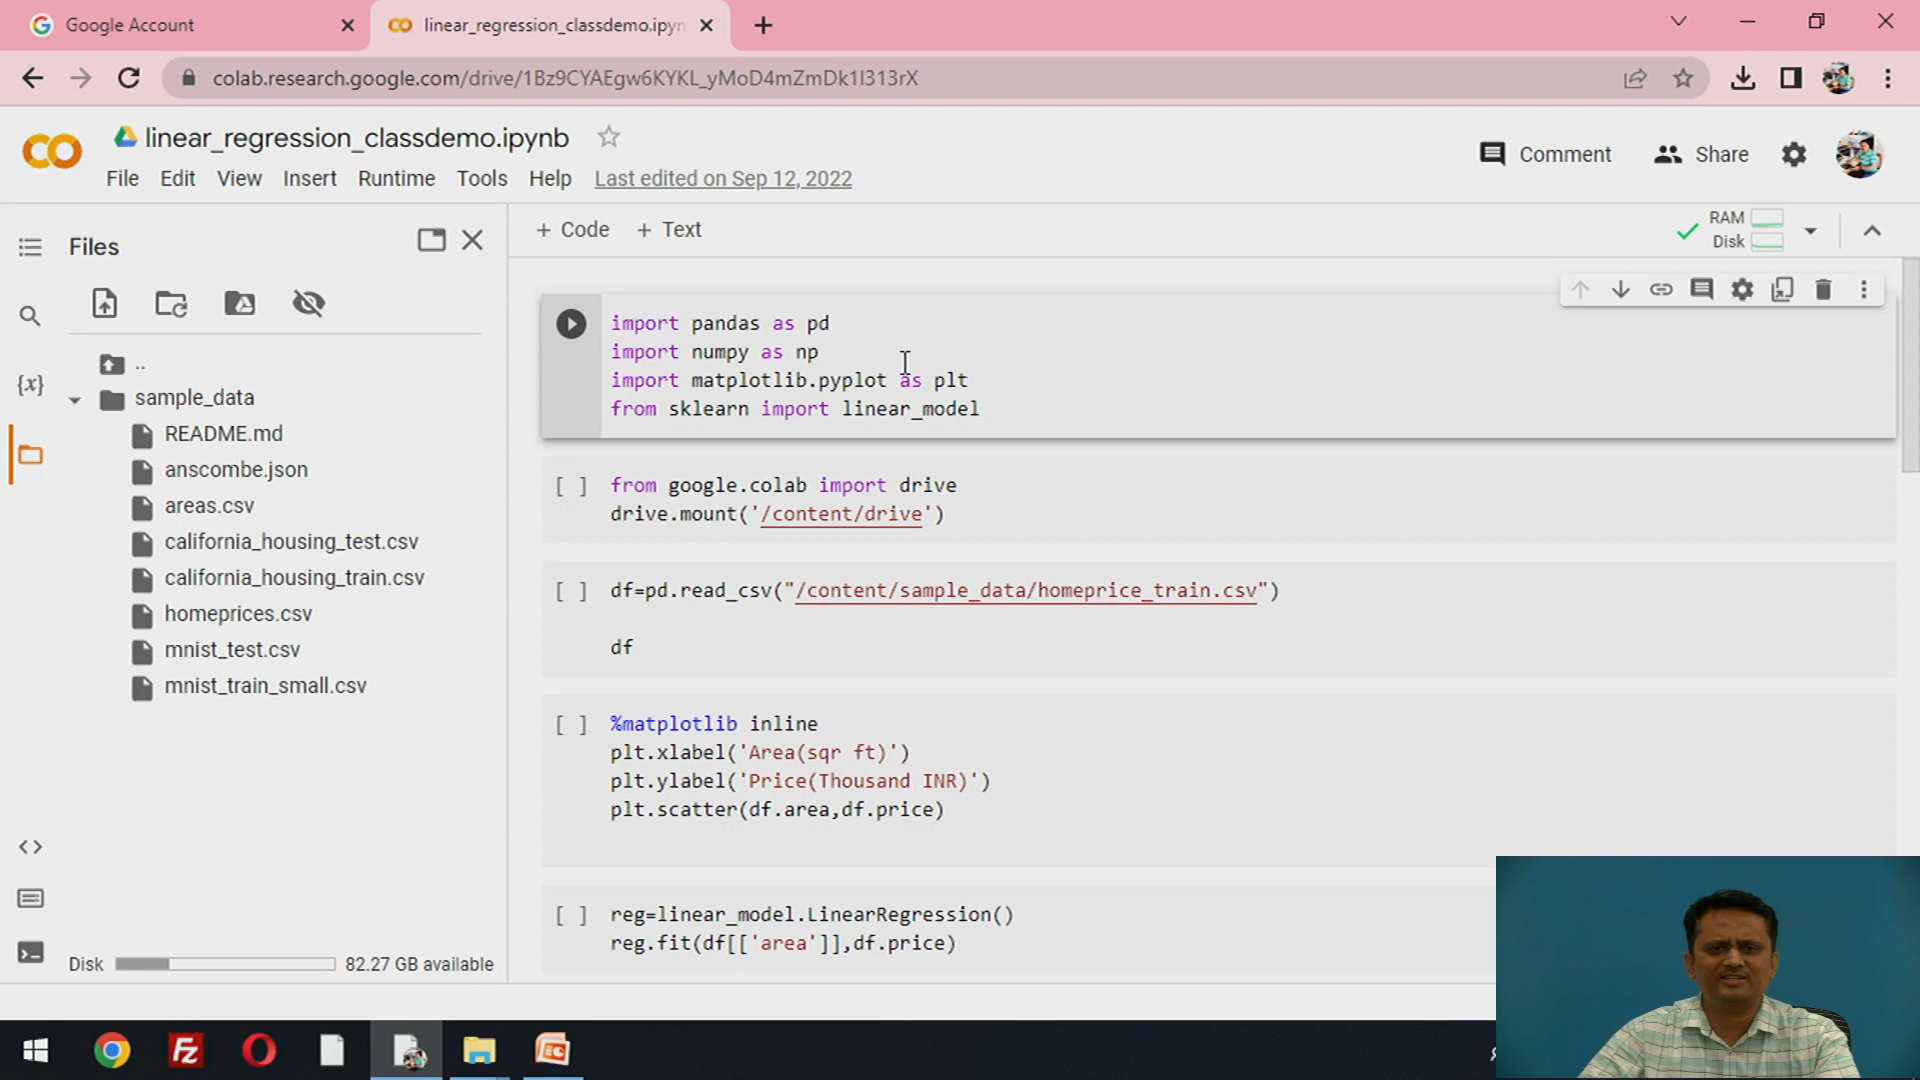 Google Account
linear_regression_classdemo.ipyn
colab.research.google.com/drive/1Bz9CYAEgw6KYKL_yMoD4mZmDk1I313rX
linear_regression_classdemo.ipynb
Comment
Share
File Edit View Insert Runtime Tools Help Last edited on Sep 12, 2022
Files
+ Code + Text
RAM
Disk
..
sample_data
README.md
anscombe.json
areas.csv
california_housing_test.csv
california_housing_train.csv
homeprices.csv
mnist_test.csv
mnist_train_small.csv
{x}
Disk 82.27 GB available
import pandas as pd
import numpy as np
import matplotlib.pyplot as plt
from sklearn import linear_model
[ ] from google.colab import drive
drive.mount('/content/drive')
[ ] df=pd.read_csv("/content/sample_data/homeprice_train.csv")
df
[ ] %matplotlib inline
plt.xlabel('Area(sqr ft)')
plt.ylabel('Price(Thousand INR)')
plt.scatter(df.area,df.price)
[ ] reg=linear_model.LinearRegression()
reg.fit(df[['area']],df.price)